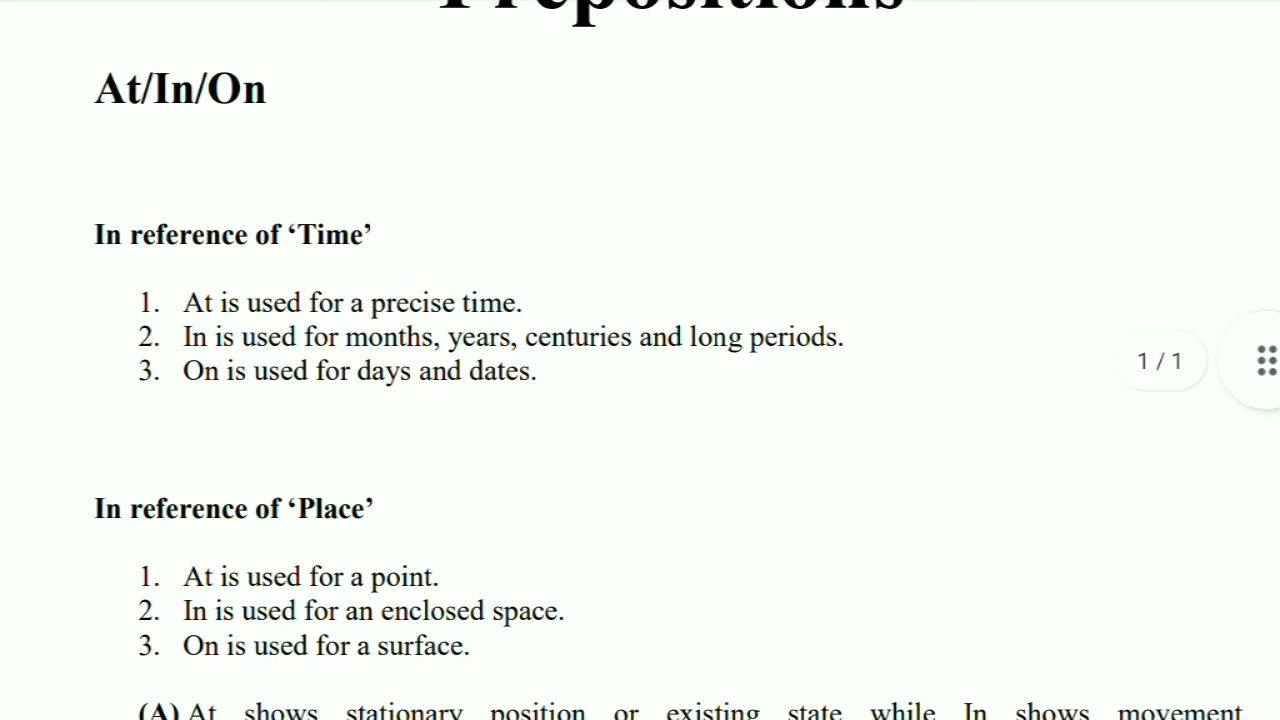 Prepositions
At/In/On
In reference of ‘Time’
1. At is used for a precise time.
2. In is used for months, years, centuries and long periods.
3. On is used for days and dates.
1 / 1
In reference of ‘Place’
1. At is used for a point.
2. In is used for an enclosed space.
3. On is used for a surface.
(A) At shows stationary position or existing state while In shows movement.